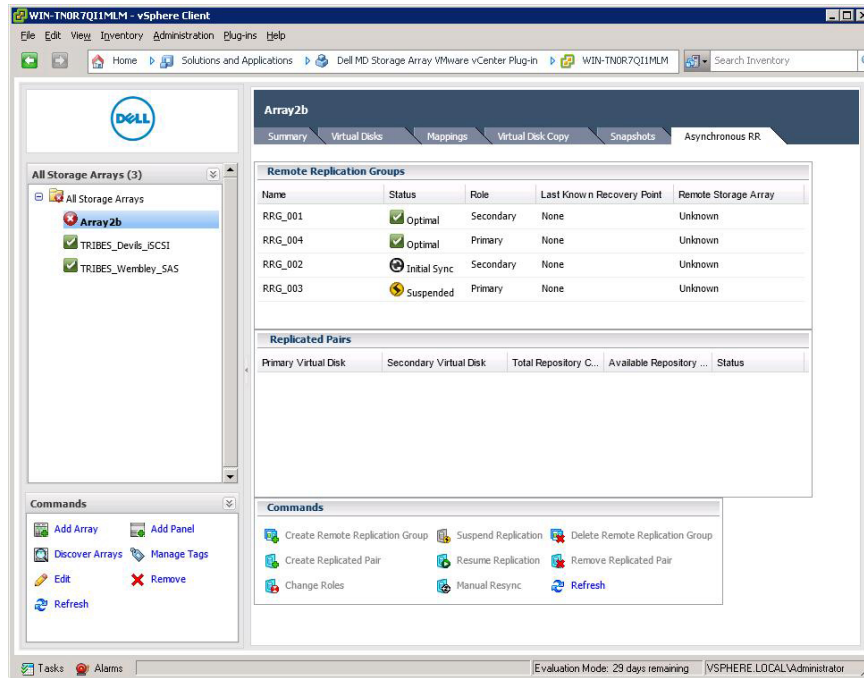 WIN-TN0R7QI1MLM - vSphere Client
File Edit View Inventory Administration Plug-ins Help
Home Solutions and Applications Dell MD Storage Array VMware vCenter Plug-in WIN-TN0R7QI1MLM Search Inventory
DELL
All Storage Arrays (3)
All Storage Arrays
Array2b
TRIBES_Devils_iSCSI
TRIBES_Wembley_SAS
Commands
Add Array Add Panel
Discover Arrays Manage Tags
Edit Remove
Refresh
Array2b
Summary Virtual Disks Mappings Virtual Disk Copy Snapshots Asynchronous RR
Remote Replication Groups
Name Status Role Last Known Recovery Point Remote Storage Array
RRG_001 Optimal Secondary None Unknown
RRG_004 Optimal Primary None Unknown
RRG_002 Initial Sync Secondary None Unknown
RRG_003 Suspended Primary None Unknown
Replicated Pairs
Primary Virtual Disk Secondary Virtual Disk Total Repository C... Available Repository ... Status
Commands
Create Remote Replication Group Suspend Replication Delete Remote Replication Group
Create Replicated Pair Resume Replication Remove Replicated Pair
Change Roles Manual Resync Refresh
Tasks Alarms Evaluation Mode: 29 days remaining VSPHERE.LOCAL\Administrator